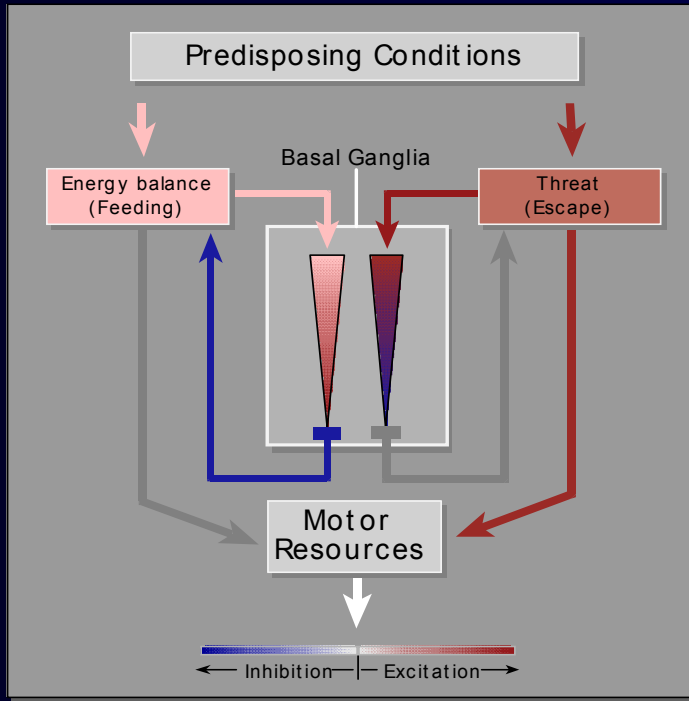 Predisposing Conditions
Basal Ganglia
Energy balance
(Feeding)
Threat
(Escape)
Motor
Resources
Inhibition
Excitation